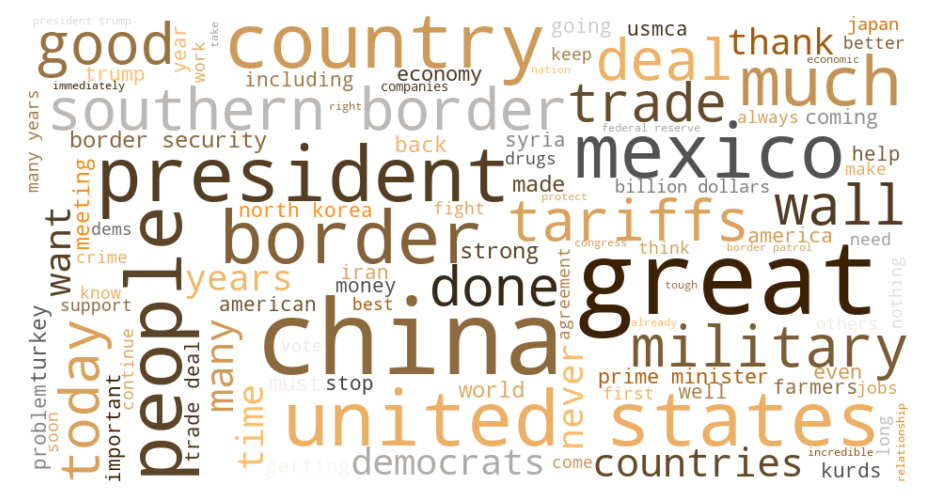 president trump
good
country
going
usmca
thank
japan
better
economic
year
work
take
trump
including
economy
companies
keep
nation
deal
much
immediately
southern border
right
trade
always
coming
federal reserve
many years
border security
back
syria
drugs
mexico
help
make
president
made
billion dollars
protect
wall
want
meeting
dems
crime
people
north korea
fight
border
strong
tariffs
america
need
congress
think
border patrol
years
iran
money
best
done
agreement
great
tough
nothing
know
support
american
china
already
others
military
problem
turkey
today
soon
important
continue
trade deal
many
time
vote
must
stop
world
never
prime minister
first
well
even
farmers
jobs
united states
getting
democrats
come
countries
incredible
kurds
long
relationship